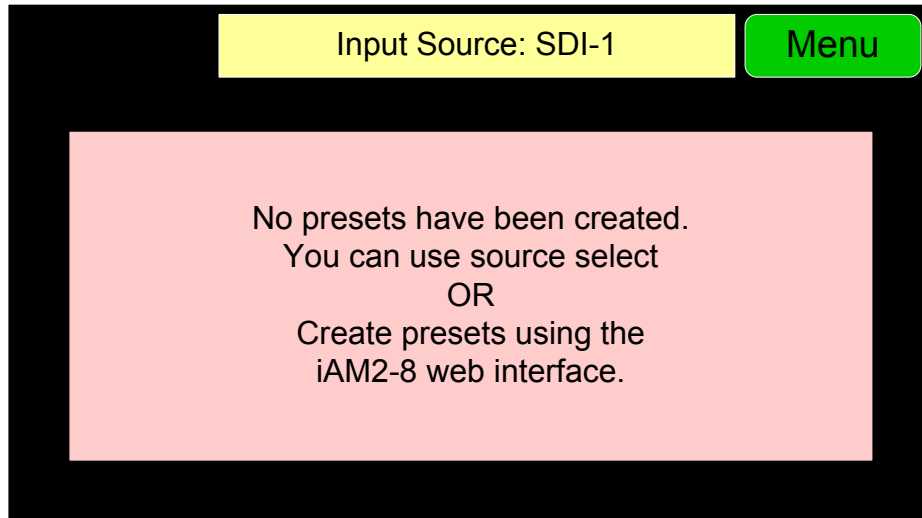 Input Source: SDI-1
Menu
No presets have been created.
You can use source select
OR
Create presets using the
iAM2-8 web interface.